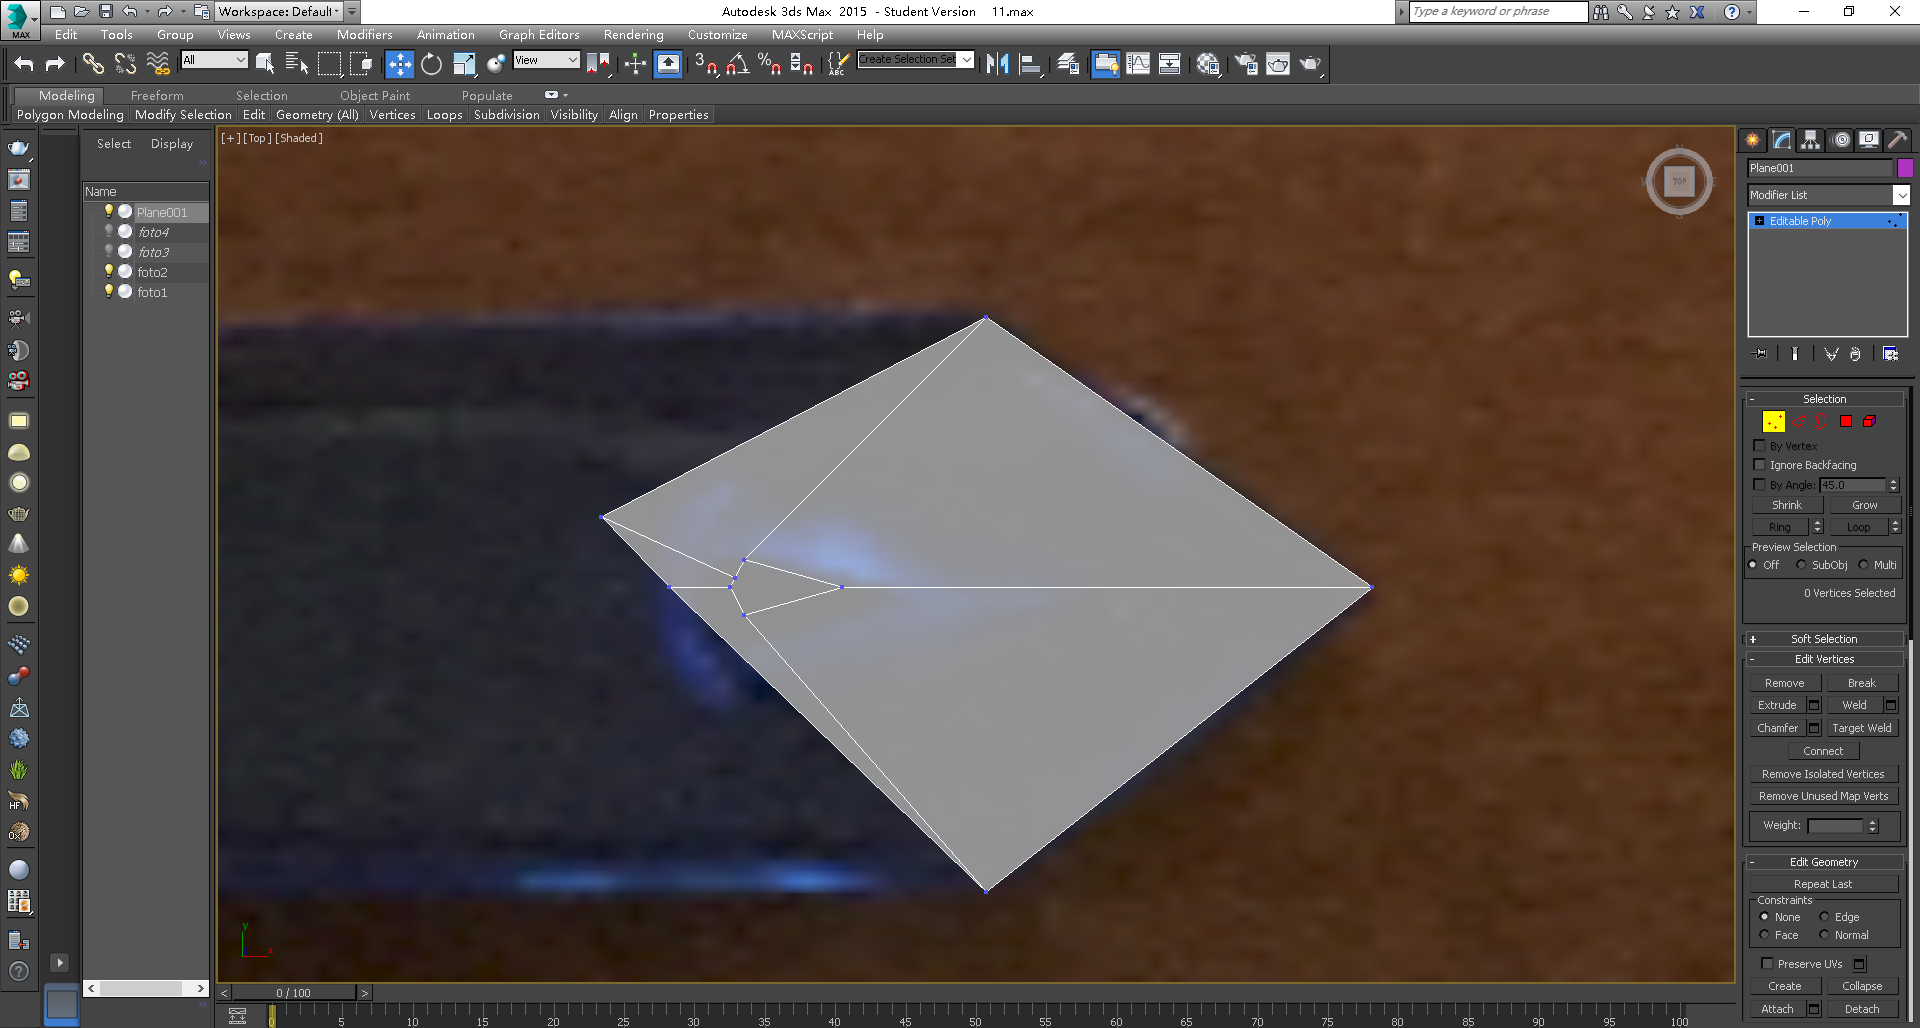 Workspace: Default
Autodesk 3ds Max 2015 - Student Version 11.max
Type a keyword or phrase
MAX
Edit Tools Group Views Create Modifiers Animation Graph Editors Rendering Customize MAXScript Help
All
View
3
ABC
Create Selection Set
Modeling Freeform Selection Object Paint Populate
Polygon Modeling Modify Selection Edit Geometry (All) Vertices Loops Subdivision Visibility Align Properties
Select Display
Name
Plane001
foto4
foto3
foto2
foto1
[+][Top][Shaded]
TOP
Plane001
Modifier List
Editable Poly
Selection
By Vertex
Ignore Backfacing
By Angle: 45.0
Shrink Grow
Ring Loop
Preview Selection
Off SubObj Multi
0 Vertices Selected
Soft Selection
Edit Vertices
Remove Break
Extrude Weld
Chamfer Target Weld
Connect
Remove Isolated Vertices
Remove Unused Map Verts
Weight:
Edit Geometry
Repeat Last
Constraints
None Edge
Face Normal
Preserve UVs
Create Collapse
Attach Detach
HF
y
x
0 / 100
0 5 10 15 20 25 30 35 40 45 50 55 60 65 70 75 80 85 90 95 100